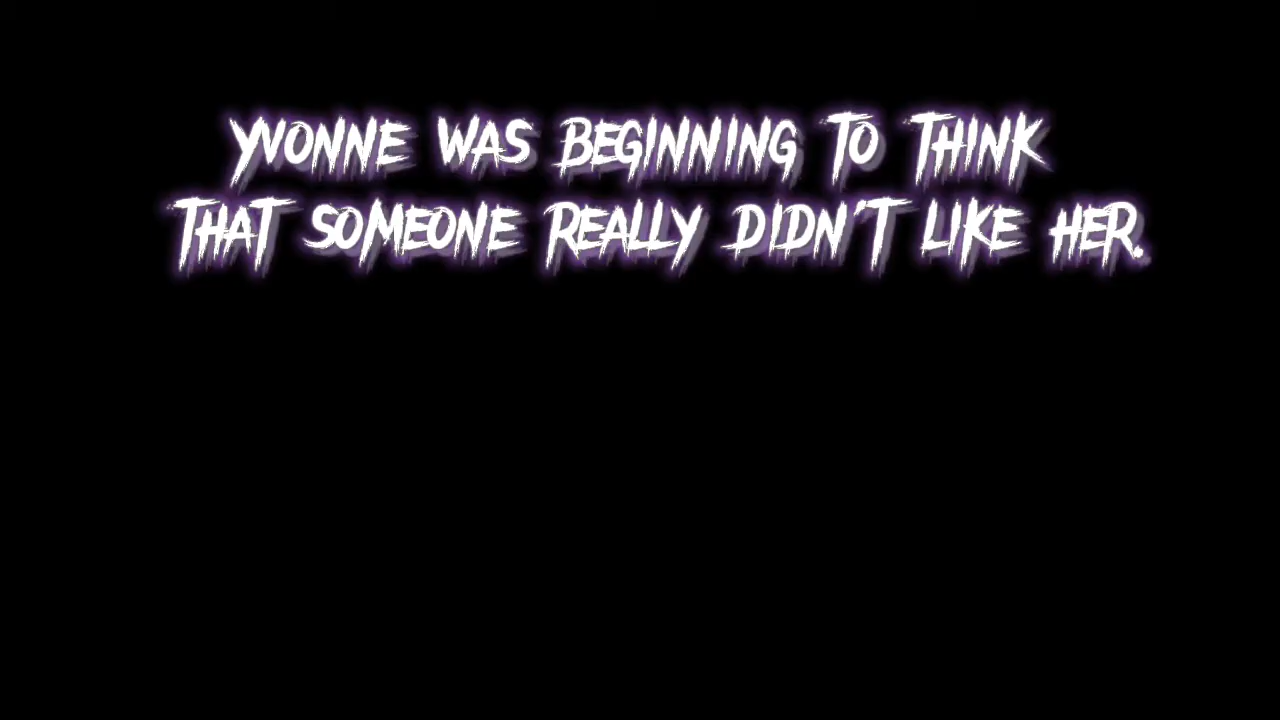 YVONNE WAS BEGINNING TO THINK
THAT SOMEONE REALLY DIDN'T LIKE HER.